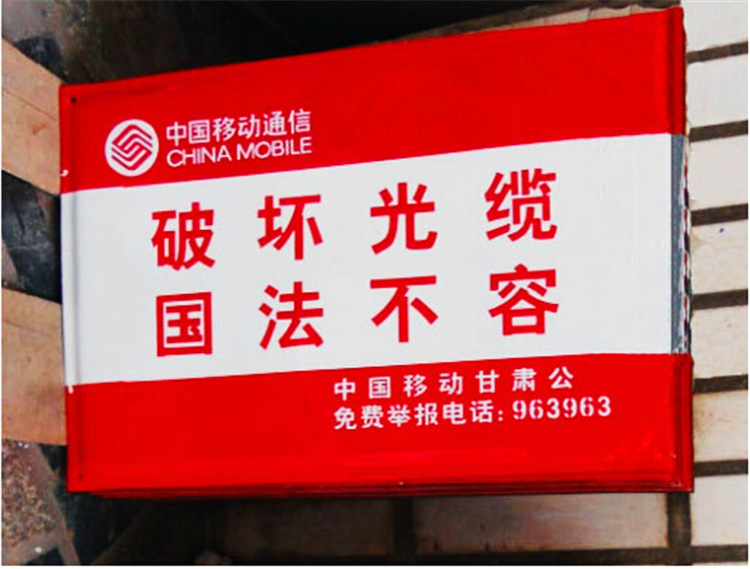 中国移动通信
CHINA MOBILE
破坏光缆
国法不容
中国移动甘肃公
免费举报电话:963963